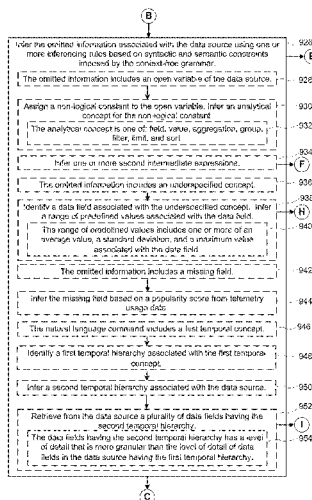 B
Infer the omitted information associated with the data source using one or
more inferencing rules based on syntactic and semantic constraints
imposed by the context-free grammar.
926
E
The omitted information includes an open variable of the data source.
928
Assign a non-logical constant to the open variable. Infer an analytical
concept for the non-logical constant
930
The analytical concept is one of: field, value, aggregation, group,
filter, limit, and sort
932
Infer one or more second intermediate expressions.
934
F
The omitted information includes an underspecified concept.
936
Identify a data field associated with the underspecified concept. Infer
a range of predefined values associated with the data field.
938
H
The range of predefined values includes one or more of an
average value, a standard deviation, and a maximum value
associated with the data field
940
The omitted information includes a missing field.
942
Infer the missing field based on a popularity score from telemetry
usage data
944
The natural language command includes a first temporal concept.
946
Identify a first temporal hierarchy associated with the first temporal
concept.
948
Infer a second temporal hierarchy associated with the data source.
950
Retrieve from the data source a plurality of data fields having the
second temporal hierarchy.
952
I
The data fields having the second temporal hierarchy has a level
of detail that is more granular than the level of detail of data
fields in the data source having the first temporal hierarchy.
954
C